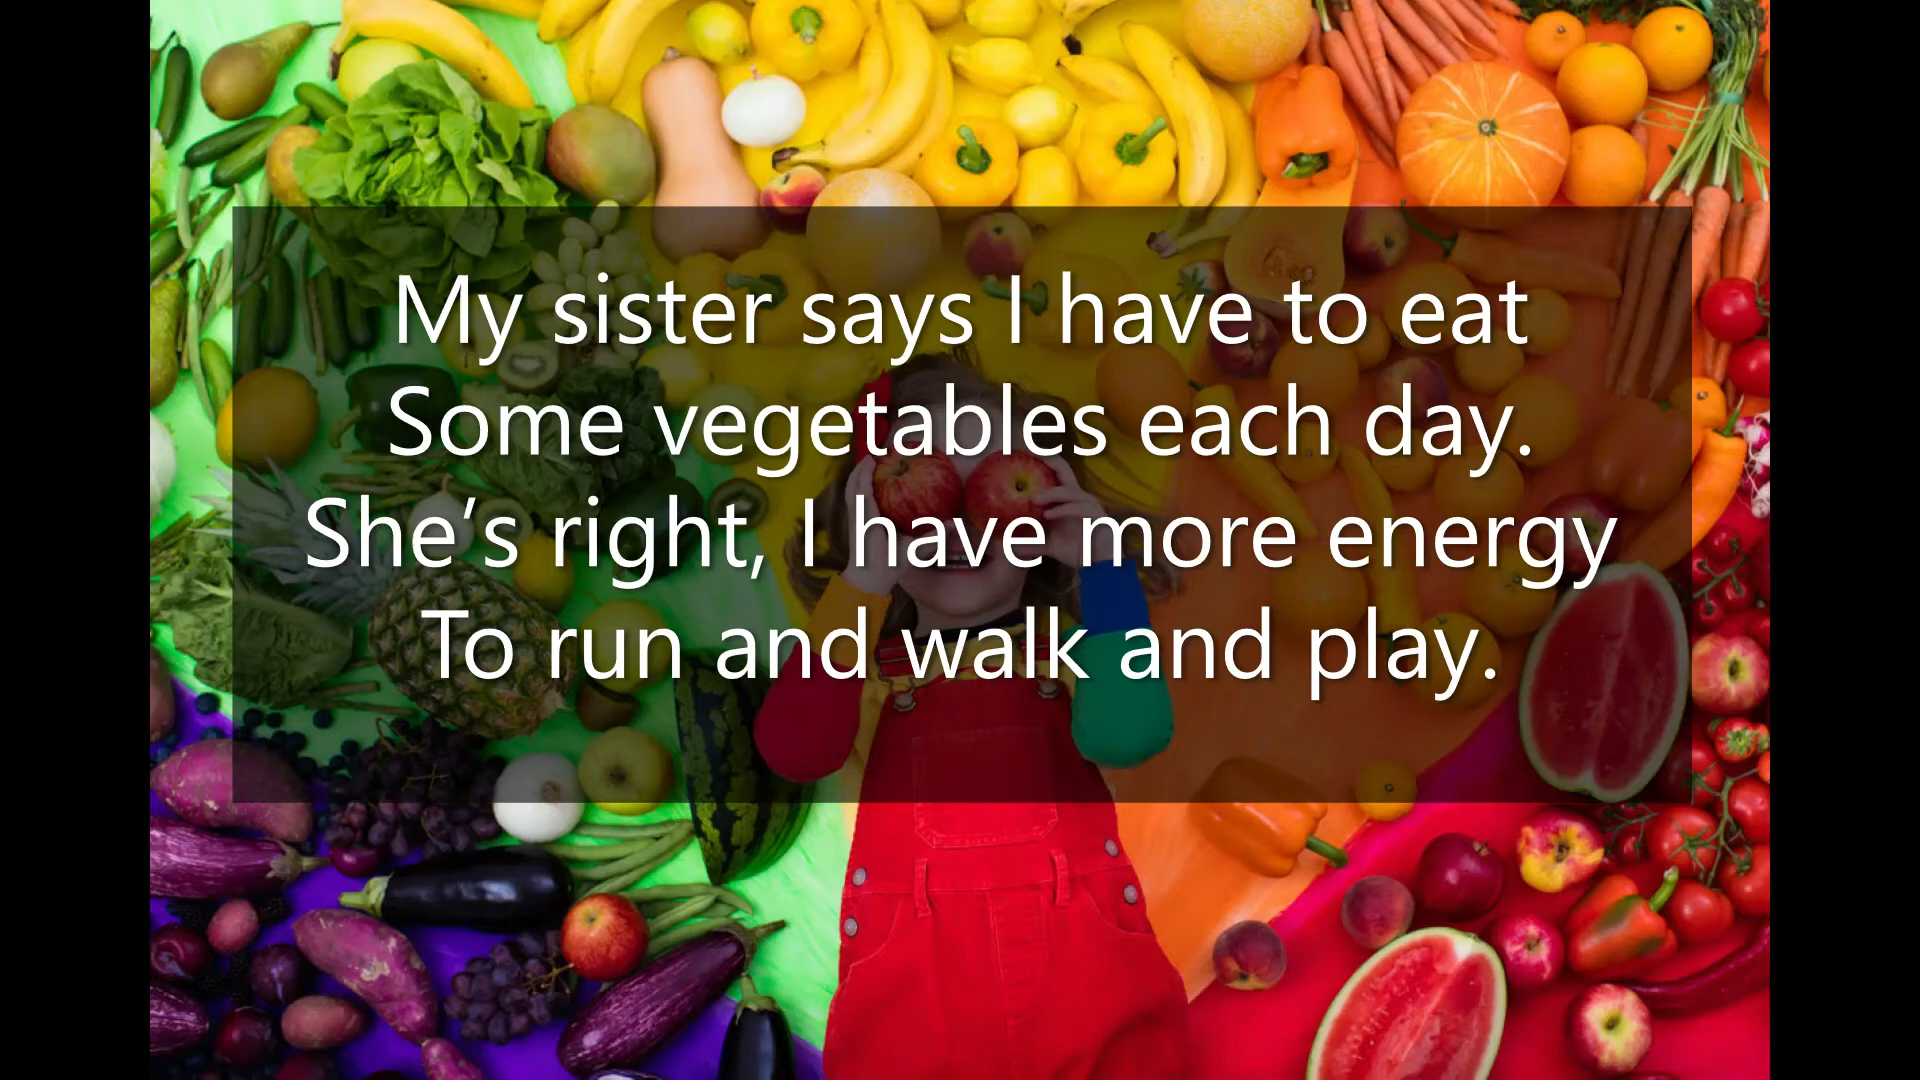 My sister says I have to eat
Some vegetables each day.
She’s right, I have more energy
To run and walk and play.